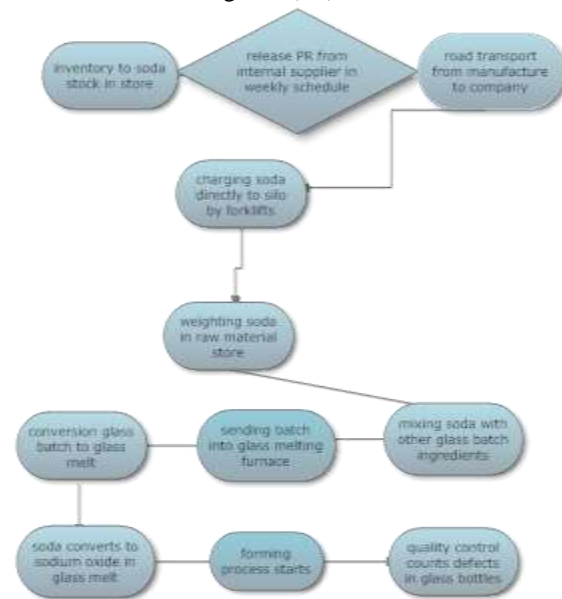 inventory to soda
stock in store
release PR from
internal supplier in
weekly schedule
road transport
from manufacture
to company
charging soda
directly to silo
by forklifts
weighting soda
in raw material
store
mixing soda with
other glass batch
ingredients
sending batch
into glass melting
furnace
conversion glass
batch to glass
melt
soda converts to
sodium oxide in
glass melt
forming
process starts
quality control
counts defects
in glass bottles